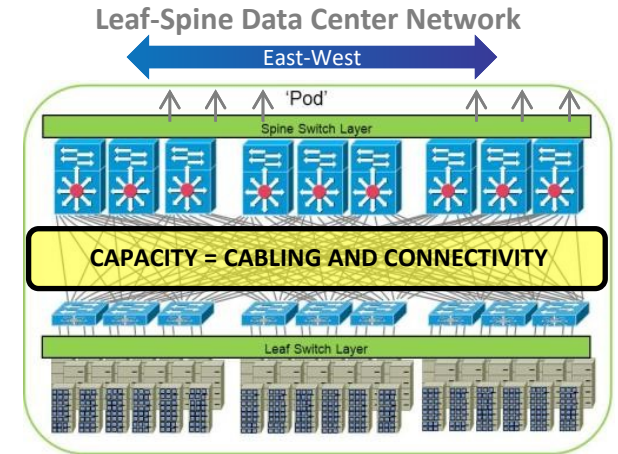 Leaf-Spine Data Center Network
East-West
'Pod'
Spine Switch Layer
CAPACITY = CABLING AND CONNECTIVITY
Leaf Switch Layer